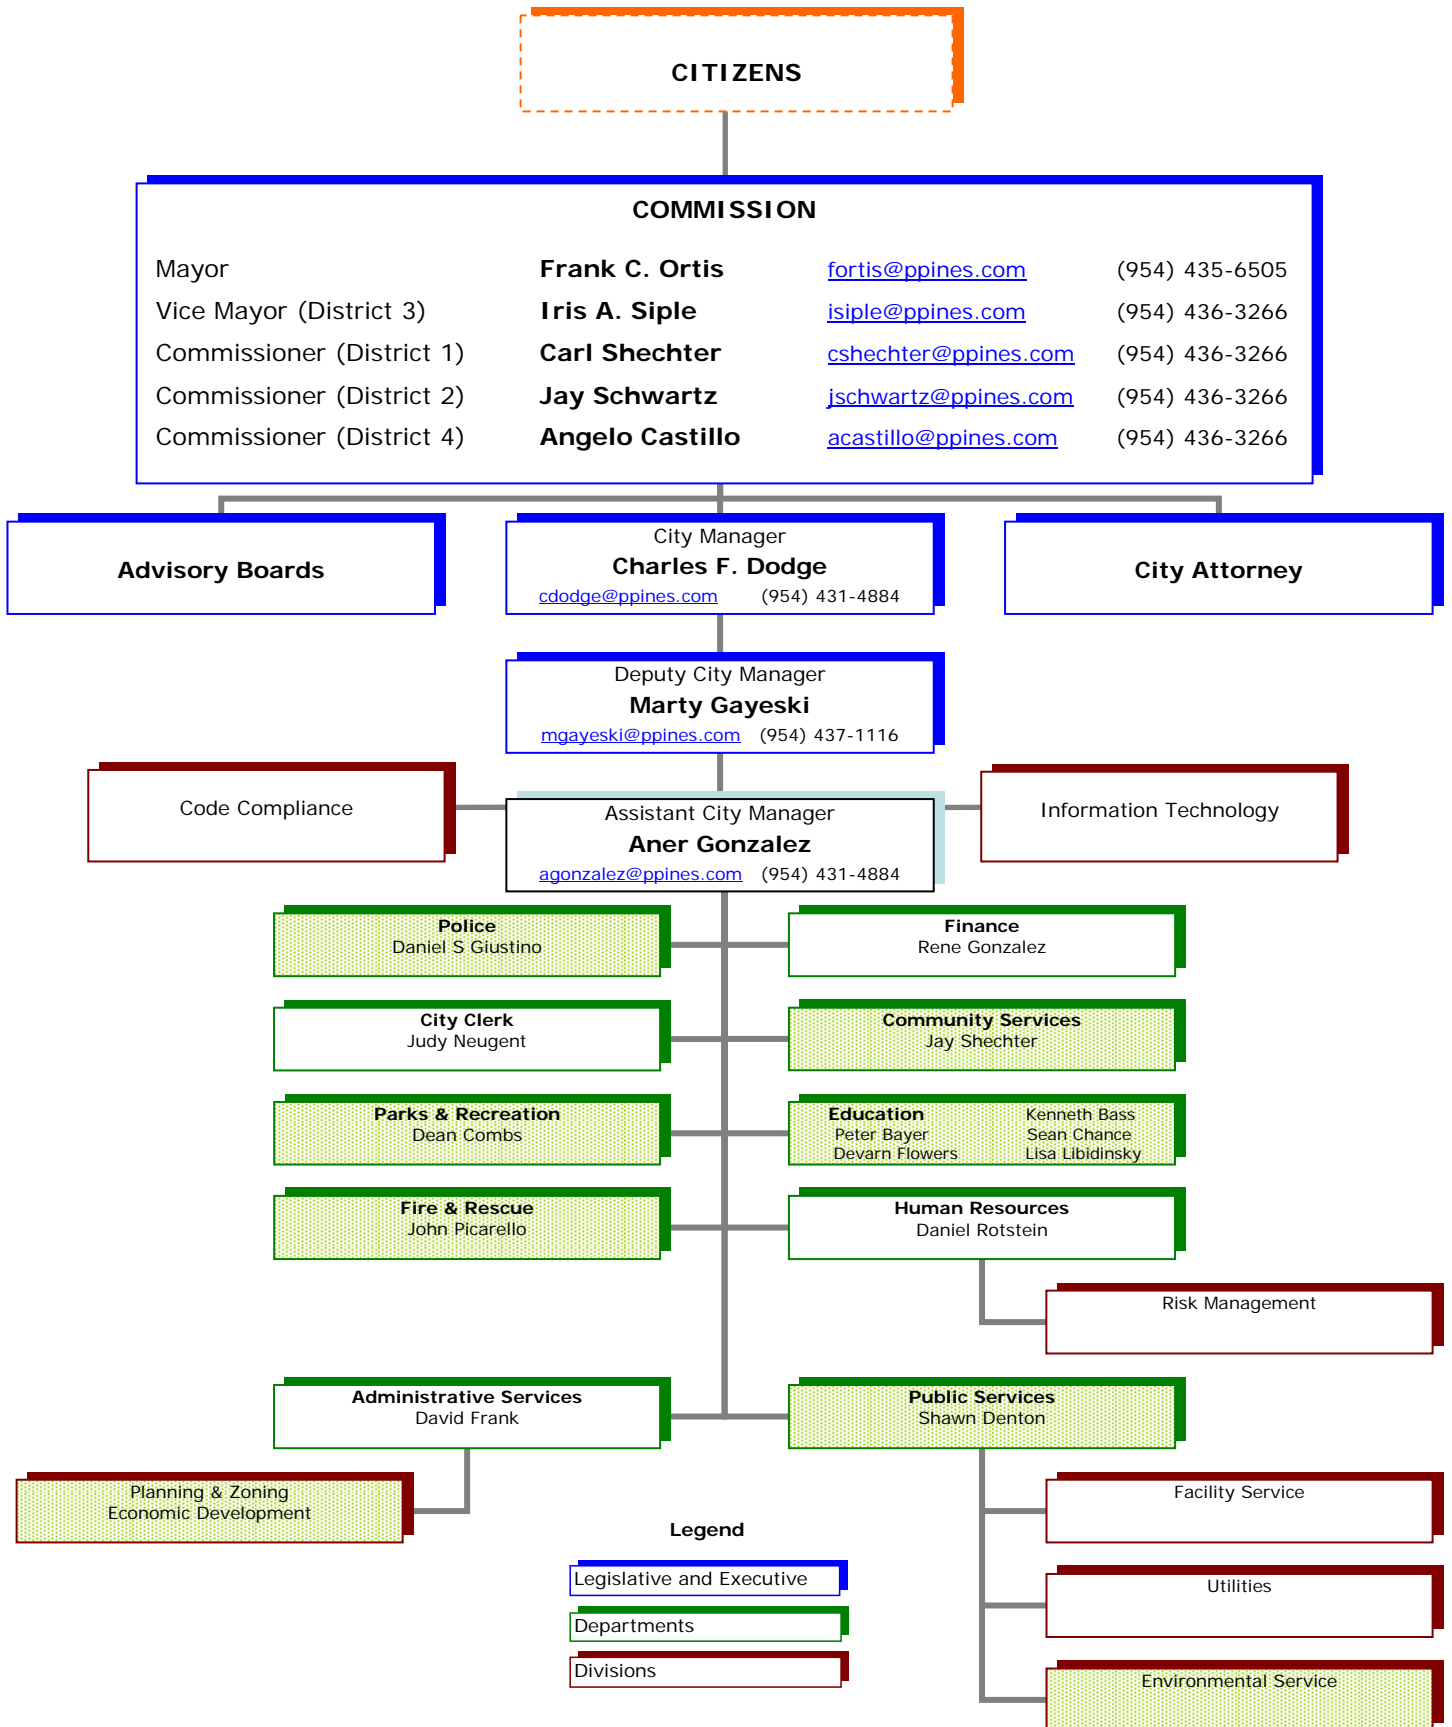 CITIZENS
COMMISSION
Mayor Frank C. Ortis fortis@ppines.com (954) 435-6505
Vice Mayor (District 3) Iris A. Siple isiple@ppines.com (954) 436-3266
Commissioner (District 1) Carl Shechter cshechter@ppines.com (954) 436-3266
Commissioner (District 2) Jay Schwartz jschwartz@ppines.com (954) 436-3266
Commissioner (District 4) Angelo Castillo acastillo@ppines.com (954) 436-3266
Advisory Boards
City Manager
Charles F. Dodge
cdodge@ppines.com (954) 431-4884
City Attorney
Deputy City Manager
Marty Gayeski
mgayeski@ppines.com (954) 437-1116
Code Compliance
Assistant City Manager
Aner Gonzalez
agonzalez@ppines.com (954) 431-4884
Information Technology
Police
Daniel S Giustino
Finance
Rene Gonzalez
City Clerk
Judy Neugent
Community Services
Jay Shechter
Parks & Recreation
Dean Combs
Education Kenneth Bass
Peter Bayer Sean Chance
Devarn Flowers Lisa Libidinsky
Fire & Rescue
John Picarello
Human Resources
Daniel Rotstein
Risk Management
Administrative Services
David Frank
Public Services
Shawn Denton
Planning & Zoning
Economic Development
Facility Service
Utilities
Environmental Service
Legend
Legislative and Executive
Departments
Divisions